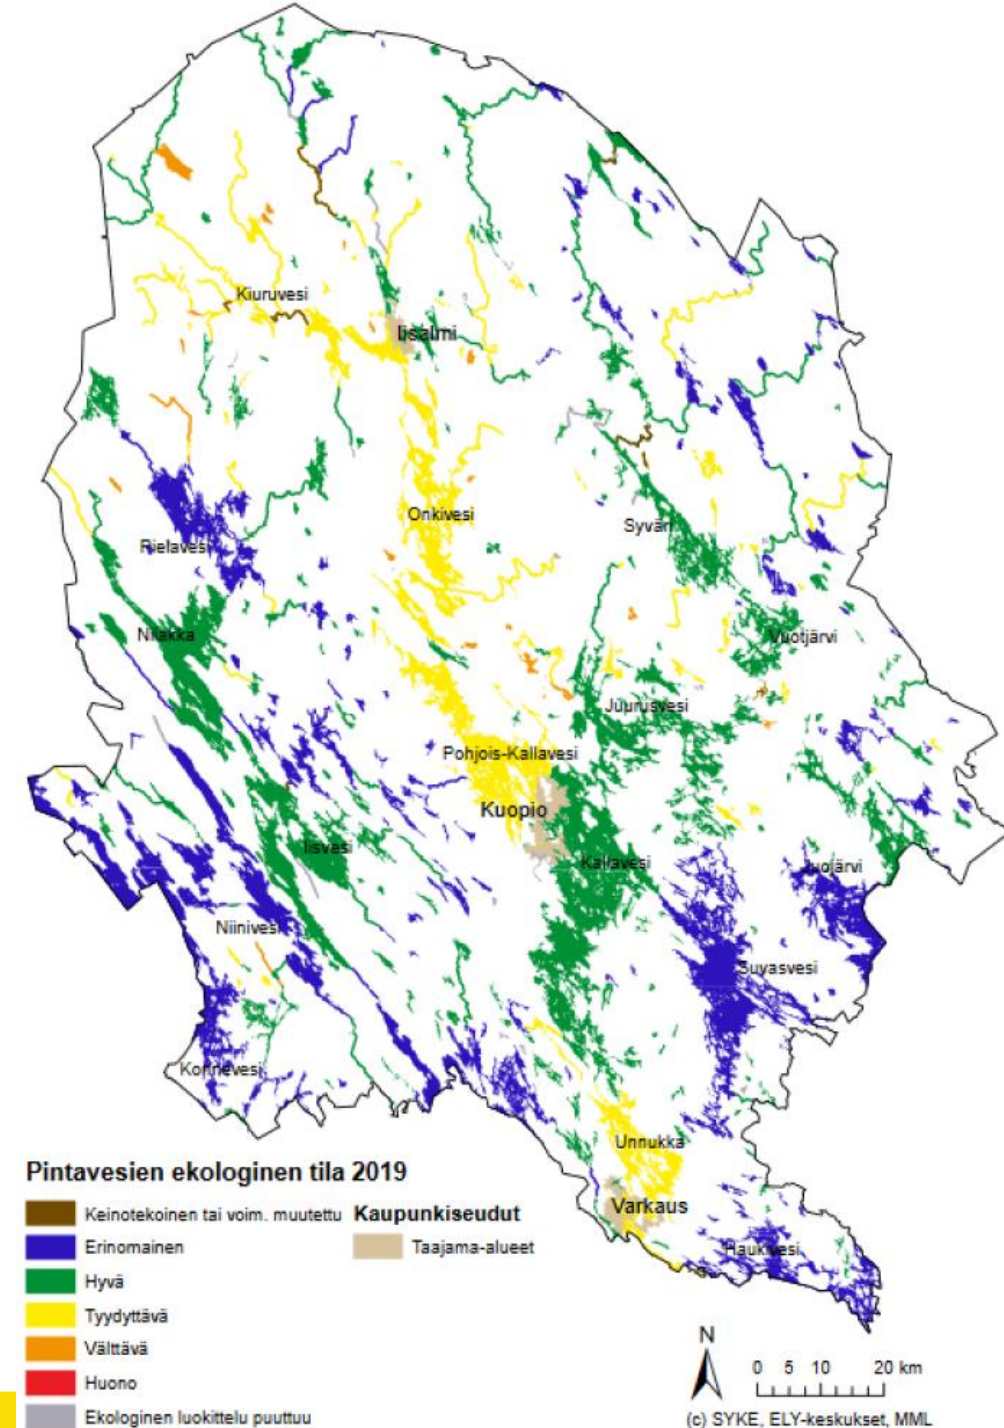 Kiuruvesi
Iisalmi
Onkivesi
Syväri
Pielavesi
Nilakka
Vuotjärvi
Juurusvesi
Pohjois-Kallavesi
Kuopio
Iisvesi
Kallavesi
Juojärvi
Niinivesi
Suvasvesi
Konnevesi
Unnukka
Varkaus
Haukivesi
Pintavesien ekologinen tila 2019
Keinotekoinen tai voim. muutettu
Erinomainen
Hyvä
Tyydyttävä
Välttävä
Huono
Ekologinen luokittelu puuttuu
Kaupunkiseudut
Taajama-alueet
N
0 5 10 20 km
(c) SYKE, ELY-keskukset, MML